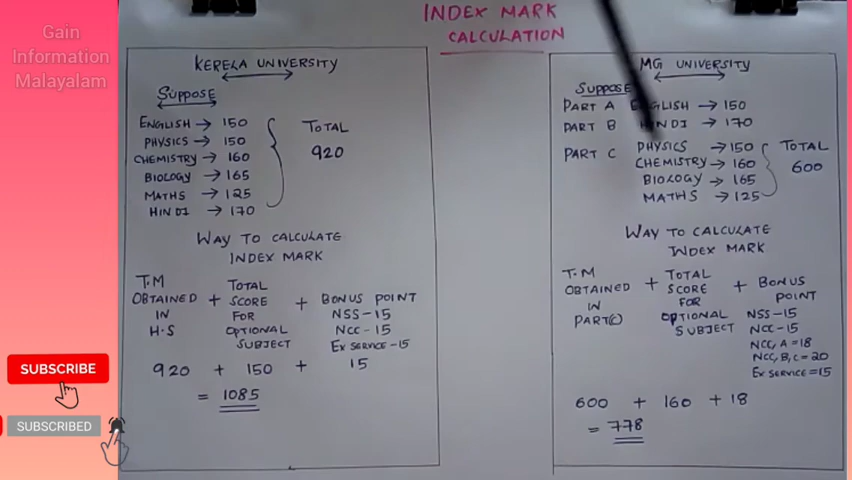 Gain
Information
Malayalam
INDEX MARK
CALCULATION
KERELA UNIVERSITY
SUPPOSE
ENGLISH → 150
PHYSICS → 150
CHEMISTRY → 160
BIOLOGY → 165
MATHS → 125
HINDI → 170
TOTAL
920
WAY TO CALCULATE
INDEX MARK
T.M
OBTAINED
IN
H.S
+
TOTAL
SCORE
FOR
OPTIONAL
SUBJECT
+
BONUS POINT
NSS-15
NCC-15
EX SERVICE-15
920 + 150 + 15
= 1085
MG UNIVERSITY
SUPPOSE
PART A ENGLISH → 150
PART B HINDI → 170
PART C PHYSICS → 150
CHEMISTRY → 160
BIOLOGY → 165
MATHS → 125
TOTAL
600
WAY TO CALCULATE
INDEX MARK
T.M
OBTAINED
IN
PART(C)
+
TOTAL
SCORE
FOR
OPTIONAL
SUBJECT
+
BONUS
POINT
NSS-15
NCC-15
NCC, A=18
NCC, B, C=20
EX SERVICE=15
600 + 160 + 18
= 778
SUBSCRIBE
SUBSCRIBED